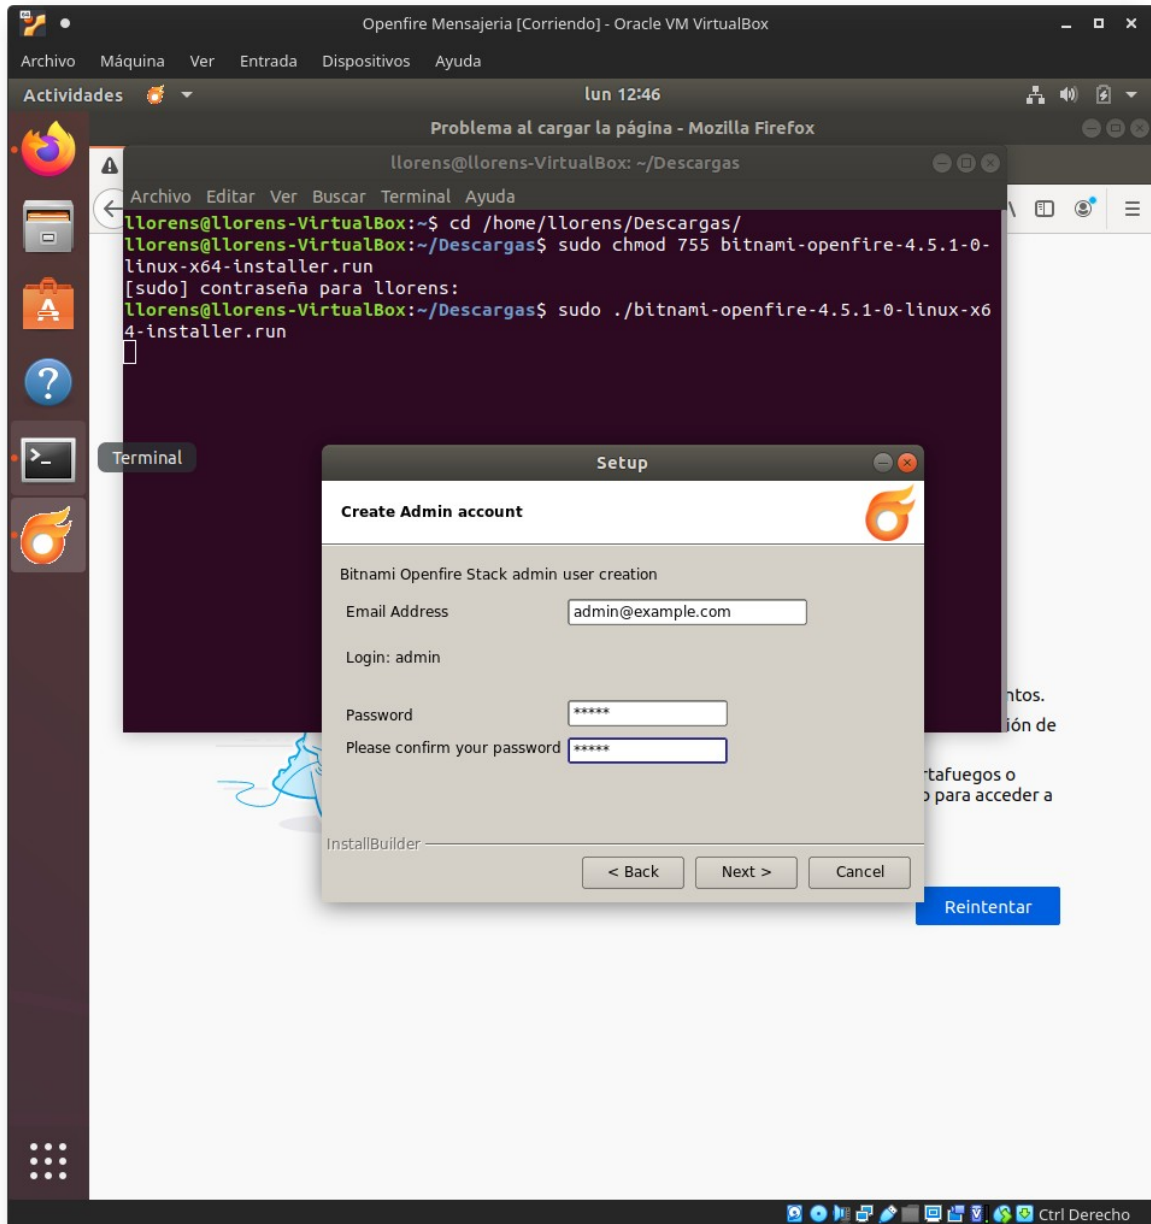 Openfire Mensajeria [Corriendo] - Oracle VM VirtualBox
Archivo Máquina Ver Entrada Dispositivos Ayuda
Actividades lun 12:46
Problema al cargar la página - Mozilla Firefox
llorens@llorens-VirtualBox: ~/Descargas
Archivo Editar Ver Buscar Terminal Ayuda
llorens@llorens-VirtualBox:~$ cd /home/llorens/Descargas/
llorens@llorens-VirtualBox:~/Descargas$ sudo chmod 755 bitnami-openfire-4.5.1-0-
linux-x64-installer.run
[sudo] contraseña para llorens:
llorens@llorens-VirtualBox:~/Descargas$ sudo ./bitnami-openfire-4.5.1-0-linux-x6
4-installer.run
Terminal
Setup
Create Admin account
Bitnami Openfire Stack admin user creation
Email Address admin@example.com
Login: admin
Password *****
Please confirm your password *****
InstallBuilder
< Back Next > Cancel
ntos.
ión de
rtafuegos o
o para acceder a
Reintentar
Ctrl Derecho